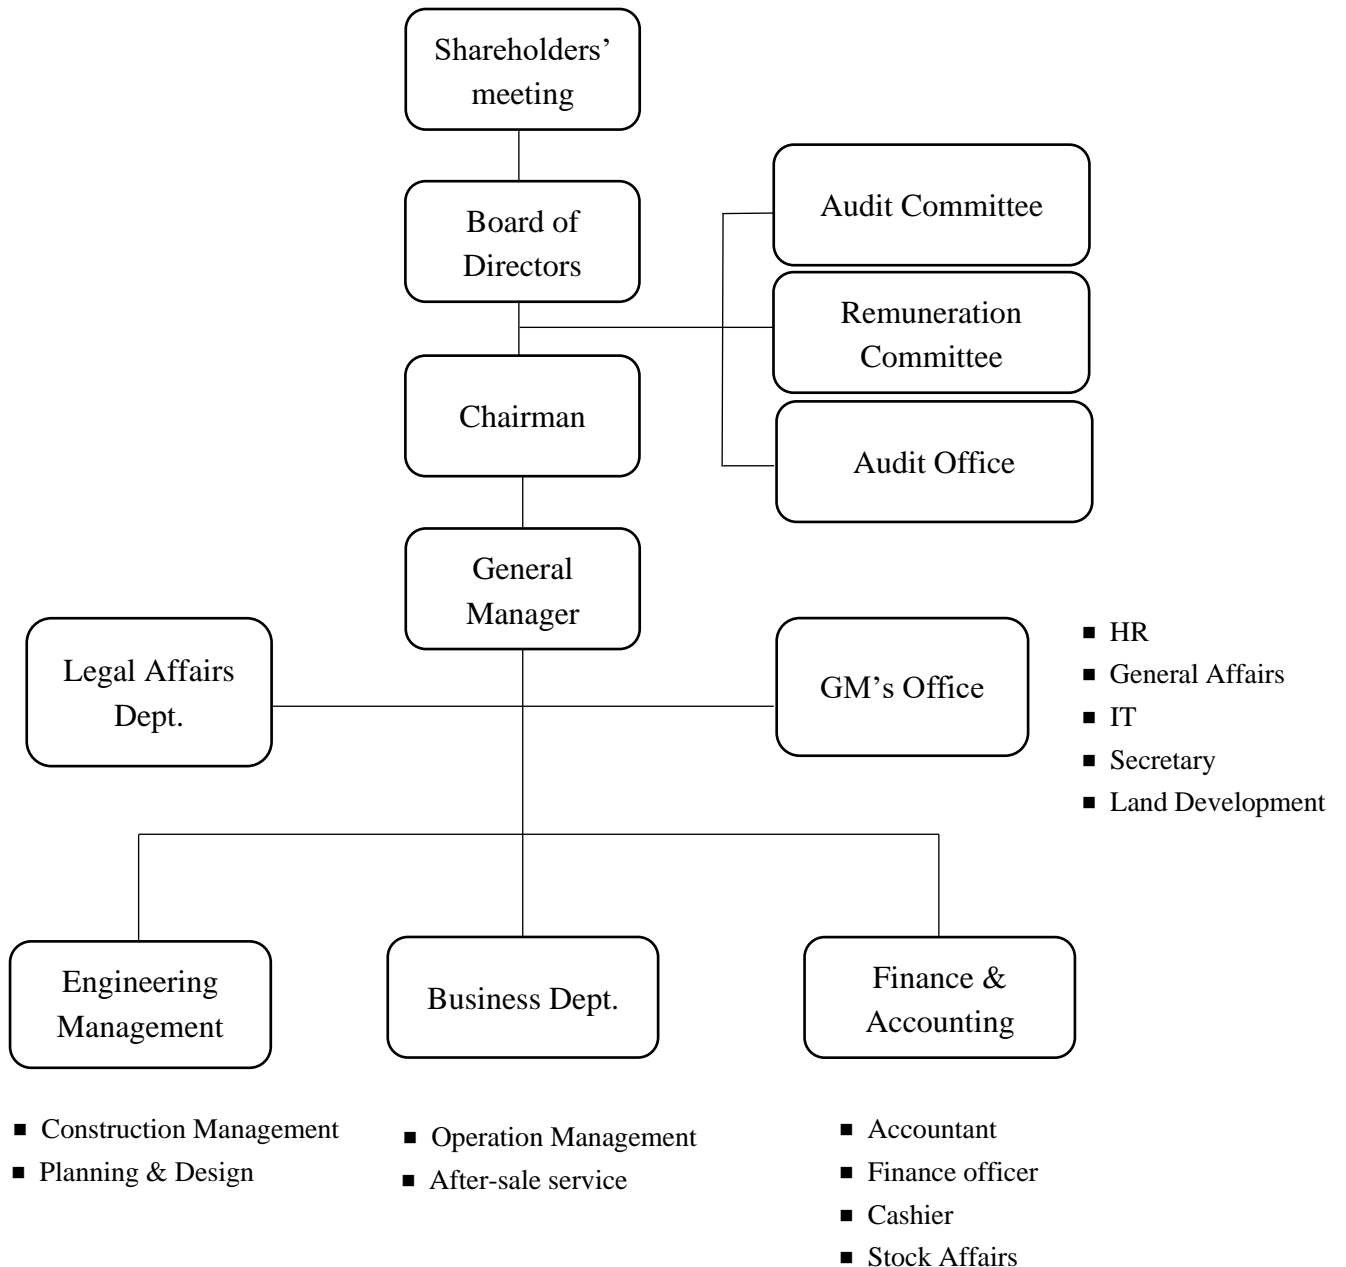 Shareholders’
meeting
Board of
Directors
Audit Committee
Remuneration
Committee
Chairman
Audit Office
General
Manager
Legal Affairs
Dept.
GM’s Office
■ HR
■ General Affairs
■ IT
■ Secretary
■ Land Development
Engineering
Management
Business Dept.
Finance &
Accounting
■ Construction Management
■ Planning & Design
■ Operation Management
■ After-sale service
■ Accountant
■ Finance officer
■ Cashier
■ Stock Affairs